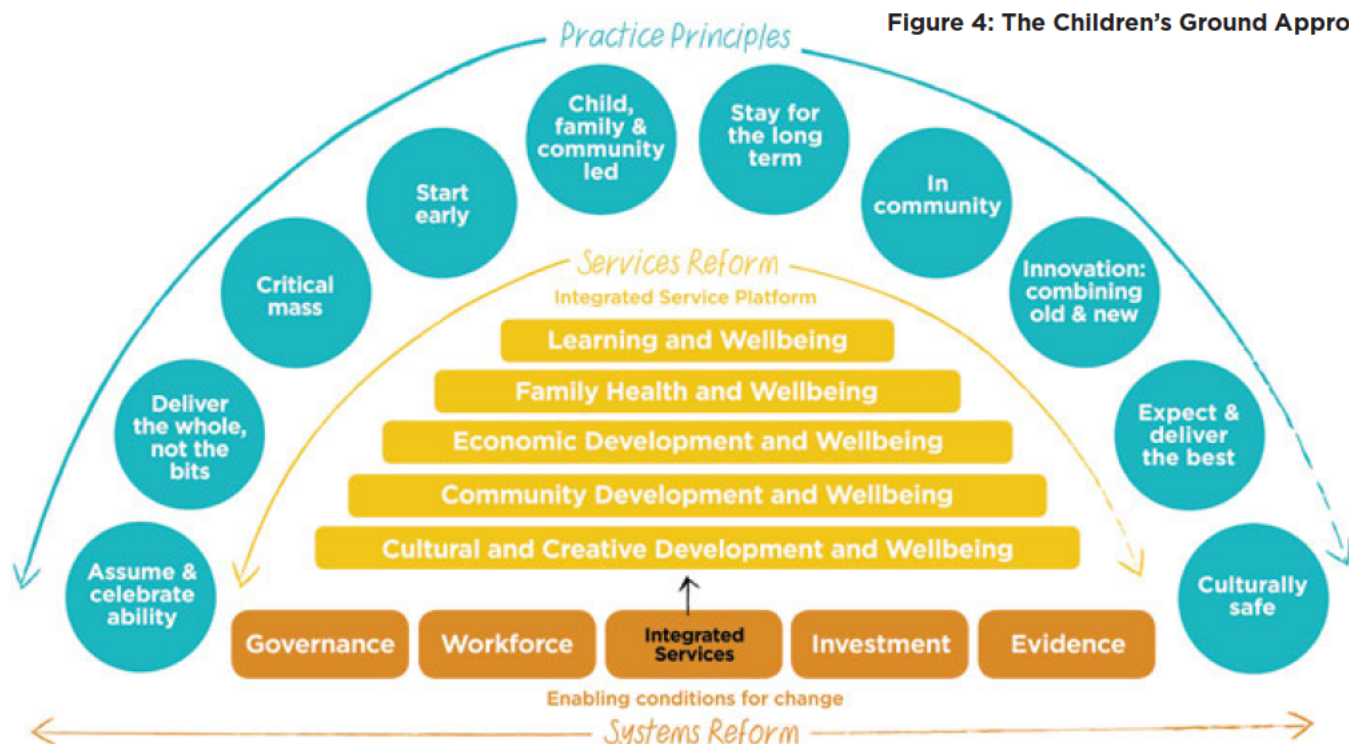 Figure 4: The Children's Ground Appro
Practice Principles
Assume &
celebrate
ability
Deliver
the whole,
not the
bits
Critical
mass
Start
early
Child,
family &
community
led
Stay for
the long
term
In
community
Innovation:
combining
old & new
Expect &
deliver
the best
Culturally
safe
Services Reform
Integrated Service Platform
Learning and Wellbeing
Family Health and Wellbeing
Economic Development and Wellbeing
Community Development and Wellbeing
Cultural and Creative Development and Wellbeing
Governance
Workforce
Integrated
Services
Investment
Evidence
Enabling conditions for change
Systems Reform